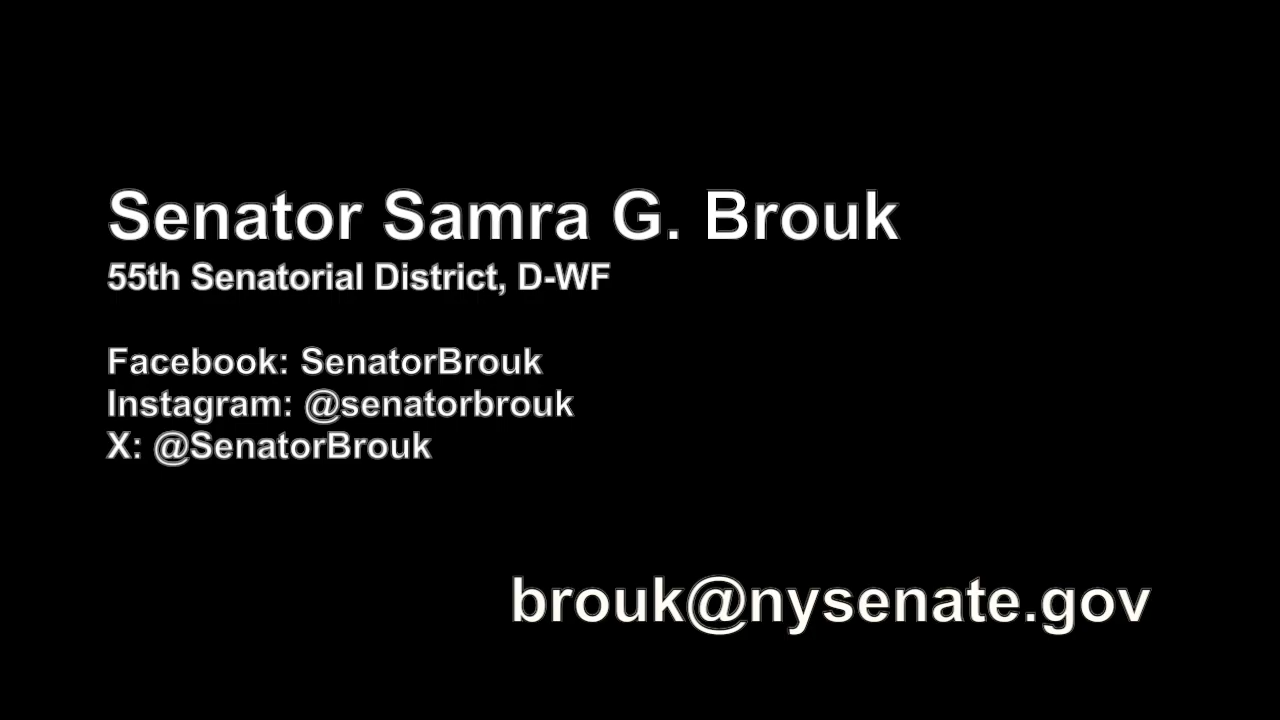 Senator Samra G. Brouk
55th Senatorial District, D-WF
Facebook: SenatorBrouk
Instagram: @senatorbrouk
X: @SenatorBrouk
brouk@nysenate.gov